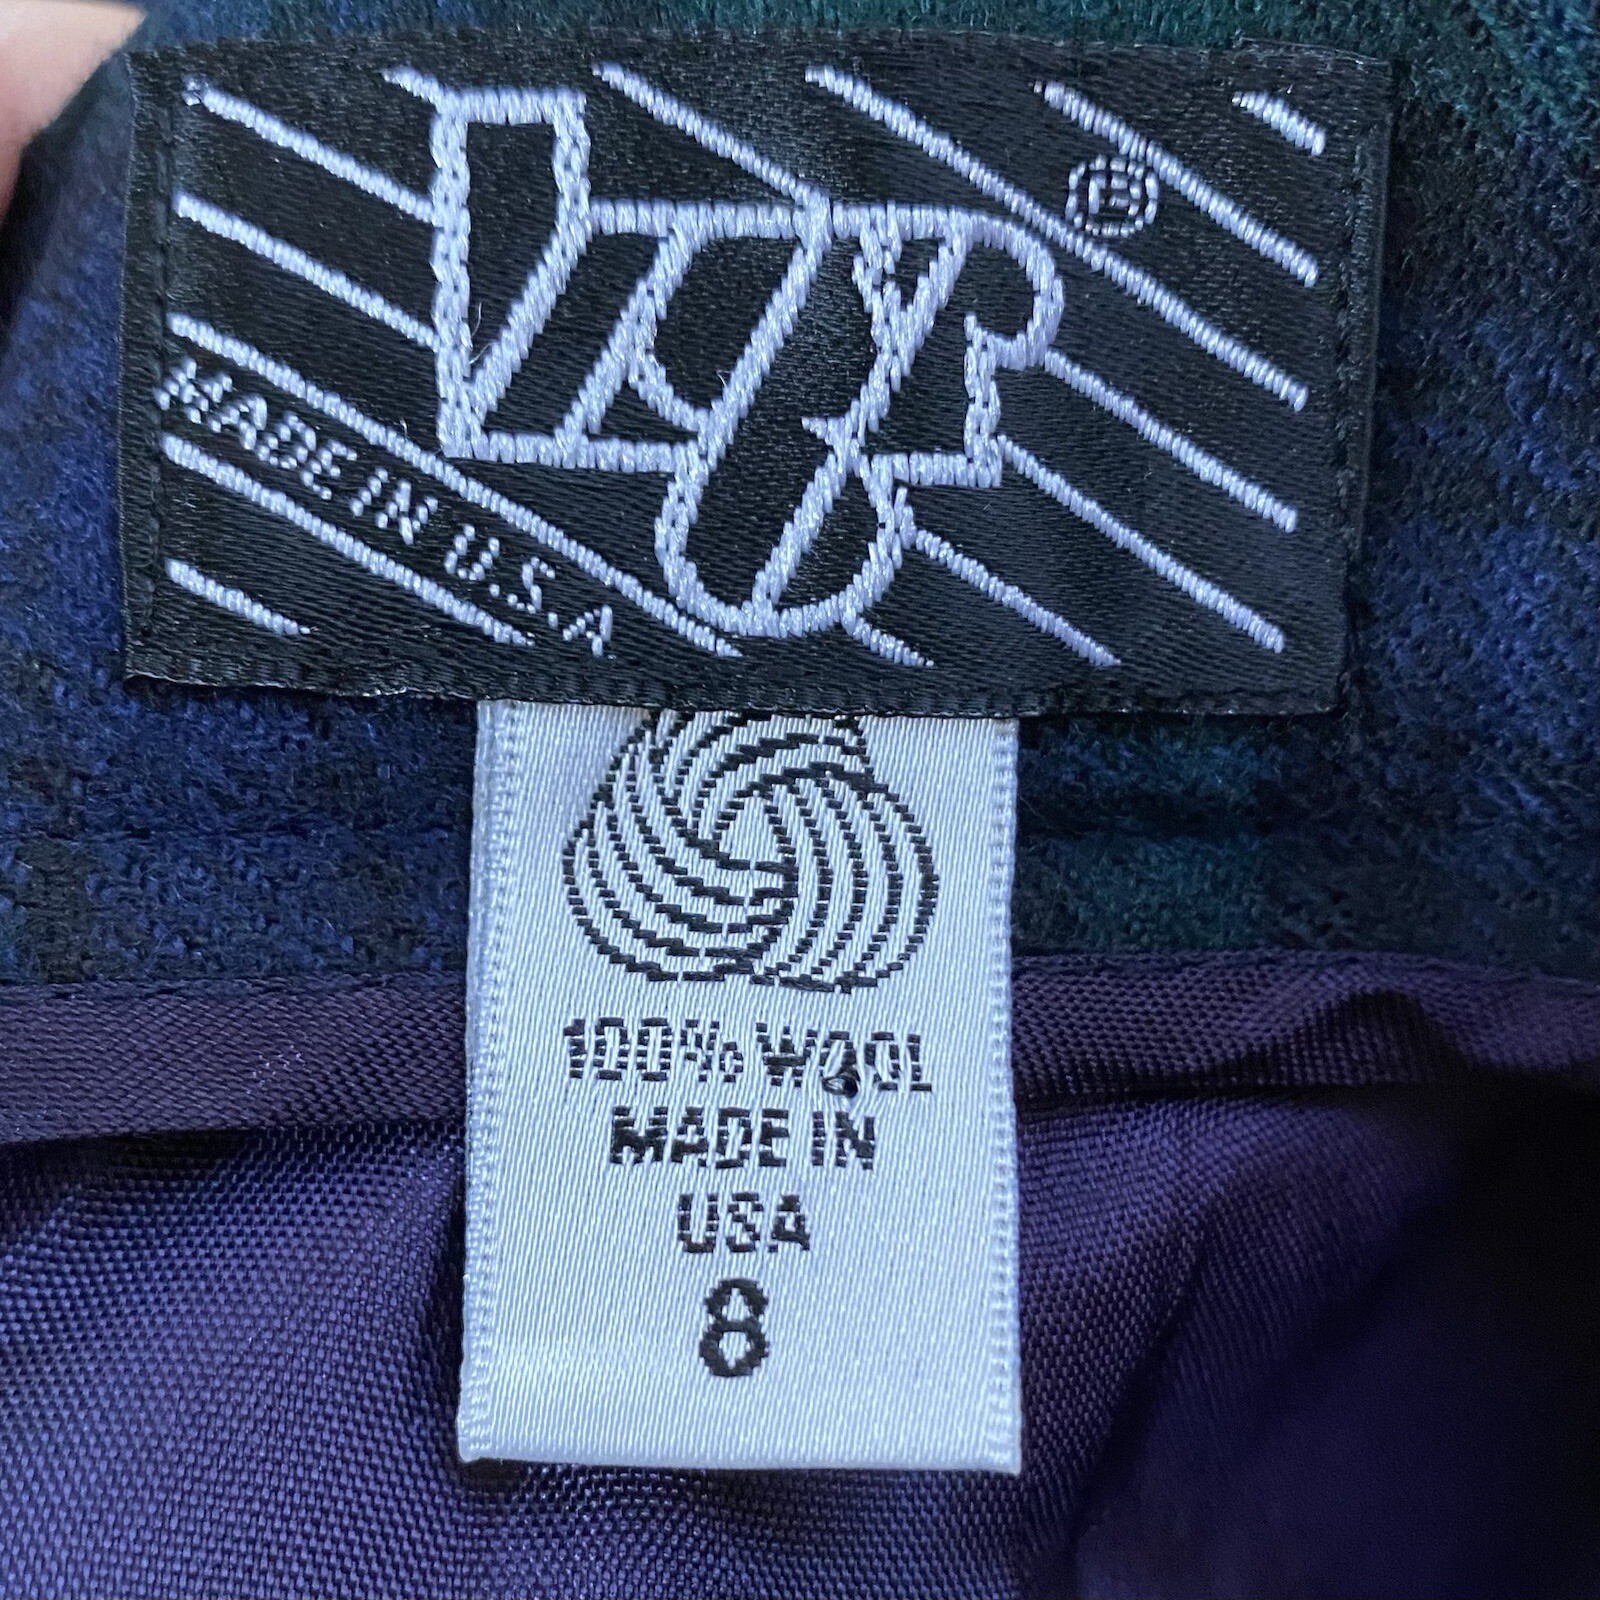 ®
MADE IN U.S.A
100% WOOL
MADE IN
USA
8